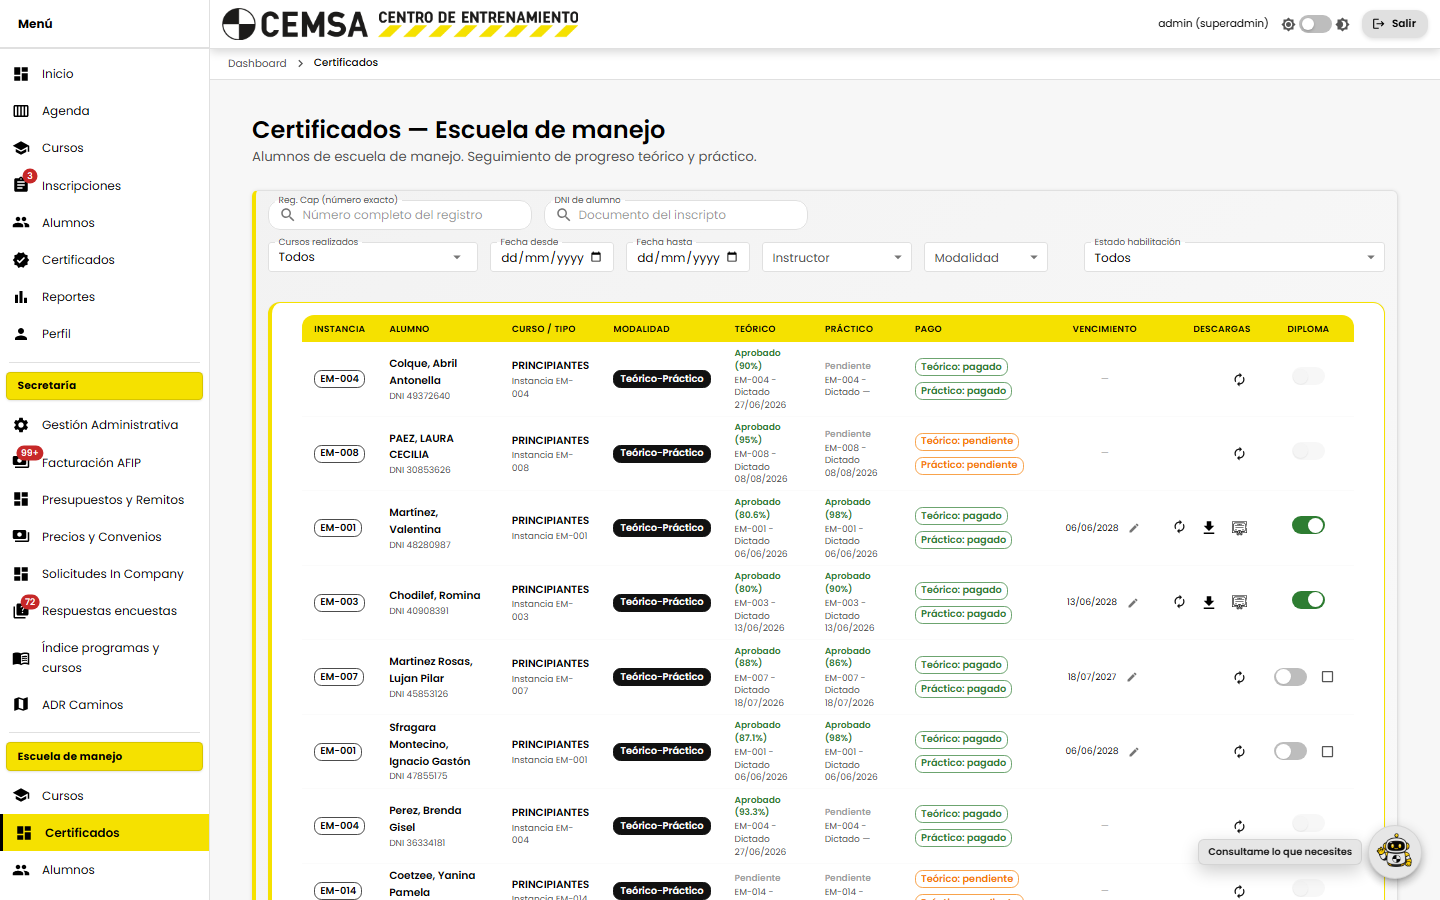 Menú
CEMSA CENTRO DE ENTRENAMIENTO
admin (superadmin)
Salir
Dashboard > Certificados
Inicio
Agenda
Cursos
3
Inscripciones
Alumnos
Certificados
Reportes
Perfil
Secretaría
Gestión Administrativa
99+
Facturación AFIP
Presupuestos y Remitos
Precios y Convenios
Solicitudes In Company
72
Respuestas encuestas
Índice programas y
cursos
ADR Caminos
Escuela de manejo
Cursos
Certificados
Alumnos
Certificados — Escuela de manejo
Alumnos de escuela de manejo. Seguimiento de progreso teórico y práctico.
Reg. Cap (número exacto)
Número completo del registro
DNI de alumno
Documento del inscripto
Cursos realizados
Todos
Fecha desde
dd/mm/yyyy
Fecha hasta
dd/mm/yyyy
Instructor
Modalidad
Estado habilitación
Todos
INSTANCIA ALUMNO CURSO / TIPO MODALIDAD TEÓRICO PRÁCTICO PAGO VENCIMIENTO DESCARGAS DIPLOMA
EM-004
Colque, Abril
Antonella
DNI 49372640
PRINCIPIANTES
Instancia EM-
004
Teórico-Práctico
Aprobado
(90%)
EM-004 -
Dictado
27/06/2026
Pendiente
EM-004 -
Dictado —
Teórico: pagado
Práctico: pagado
—
EM-008
PAEZ, LAURA
CECILIA
DNI 30853626
PRINCIPIANTES
Instancia EM-
008
Teórico-Práctico
Aprobado
(95%)
EM-008 -
Dictado
08/08/2026
Pendiente
EM-008 -
Dictado
08/08/2026
Teórico: pendiente
Práctico: pendiente
—
EM-001
Martínez,
Valentina
DNI 48280987
PRINCIPIANTES
Instancia EM-001
Teórico-Práctico
Aprobado
(80.6%)
EM-001 -
Dictado
06/06/2026
Aprobado
(98%)
EM-001 -
Dictado
06/06/2026
Teórico: pagado
Práctico: pagado
06/06/2028
EM-003
Chodilef, Romina
DNI 40908391
PRINCIPIANTES
Instancia EM-
003
Teórico-Práctico
Aprobado
(80%)
EM-003 -
Dictado
13/06/2026
Aprobado
(90%)
EM-003 -
Dictado
13/06/2026
Teórico: pagado
Práctico: pagado
13/06/2028
EM-007
Martinez Rosas,
Lujan Pilar
DNI 45853126
PRINCIPIANTES
Instancia EM-
007
Teórico-Práctico
Aprobado
(88%)
EM-007 -
Dictado
18/07/2026
Aprobado
(86%)
EM-007 -
Dictado
18/07/2026
Teórico: pagado
Práctico: pagado
18/07/2027
EM-001
Sfragara
Montecino,
Ignacio Gastón
DNI 47855175
PRINCIPIANTES
Instancia EM-001
Teórico-Práctico
Aprobado
(87.1%)
EM-001 -
Dictado
06/06/2026
Aprobado
(98%)
EM-001 -
Dictado
06/06/2026
Teórico: pagado
Práctico: pagado
06/06/2028
EM-004
Perez, Brenda
Gisel
DNI 36334181
PRINCIPIANTES
Instancia EM-
004
Teórico-Práctico
Aprobado
(93.3%)
EM-004 -
Dictado
27/06/2026
Pendiente
EM-004 -
Dictado —
Teórico: pagado
Práctico: pagado
—
EM-014
Coetzee, Yanina
Pamela
PRINCIPIANTES
Instancia EM-014
Teórico-Práctico
Pendiente
EM-014 -
Pendiente
EM-014 -
Teórico: pendiente
—
Consultame lo que necesites